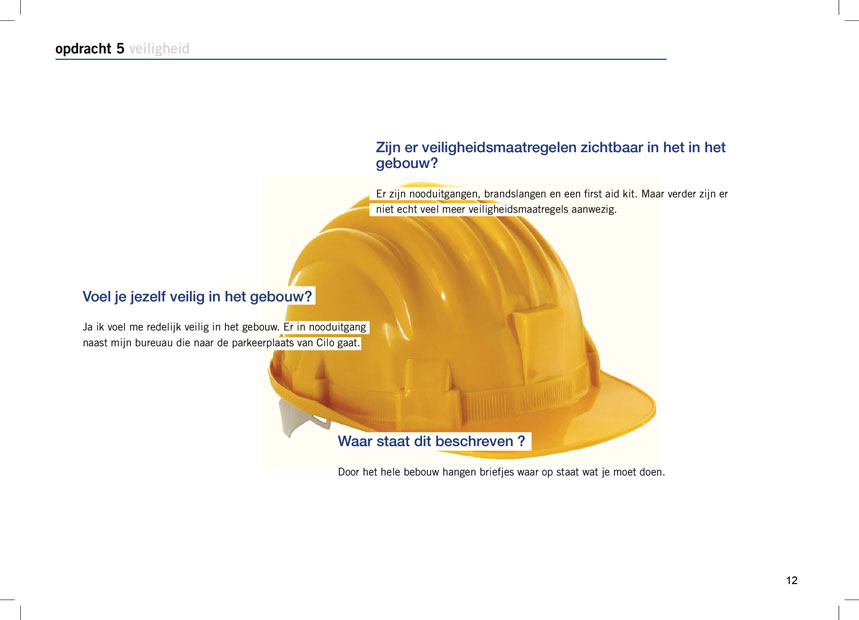 opdracht 5 veiligheid
Zijn er veiligheidsmaatregelen zichtbaar in het in het
gebouw?
Er zijn nooduitgangen, brandslangen en een first aid kit. Maar verder zijn er
niet echt veel meer veiligheidsmaatregels aanwezig.
Voel je jezelf veilig in het gebouw?
Ja ik voel me redelijk veilig in het gebouw. Er in nooduitgang
naast mijn bureuau die naar de parkeerplaats van Cilo gaat.
Waar staat dit beschreven ?
Door het hele bebouw hangen briefjes waar op staat wat je moet doen.
12